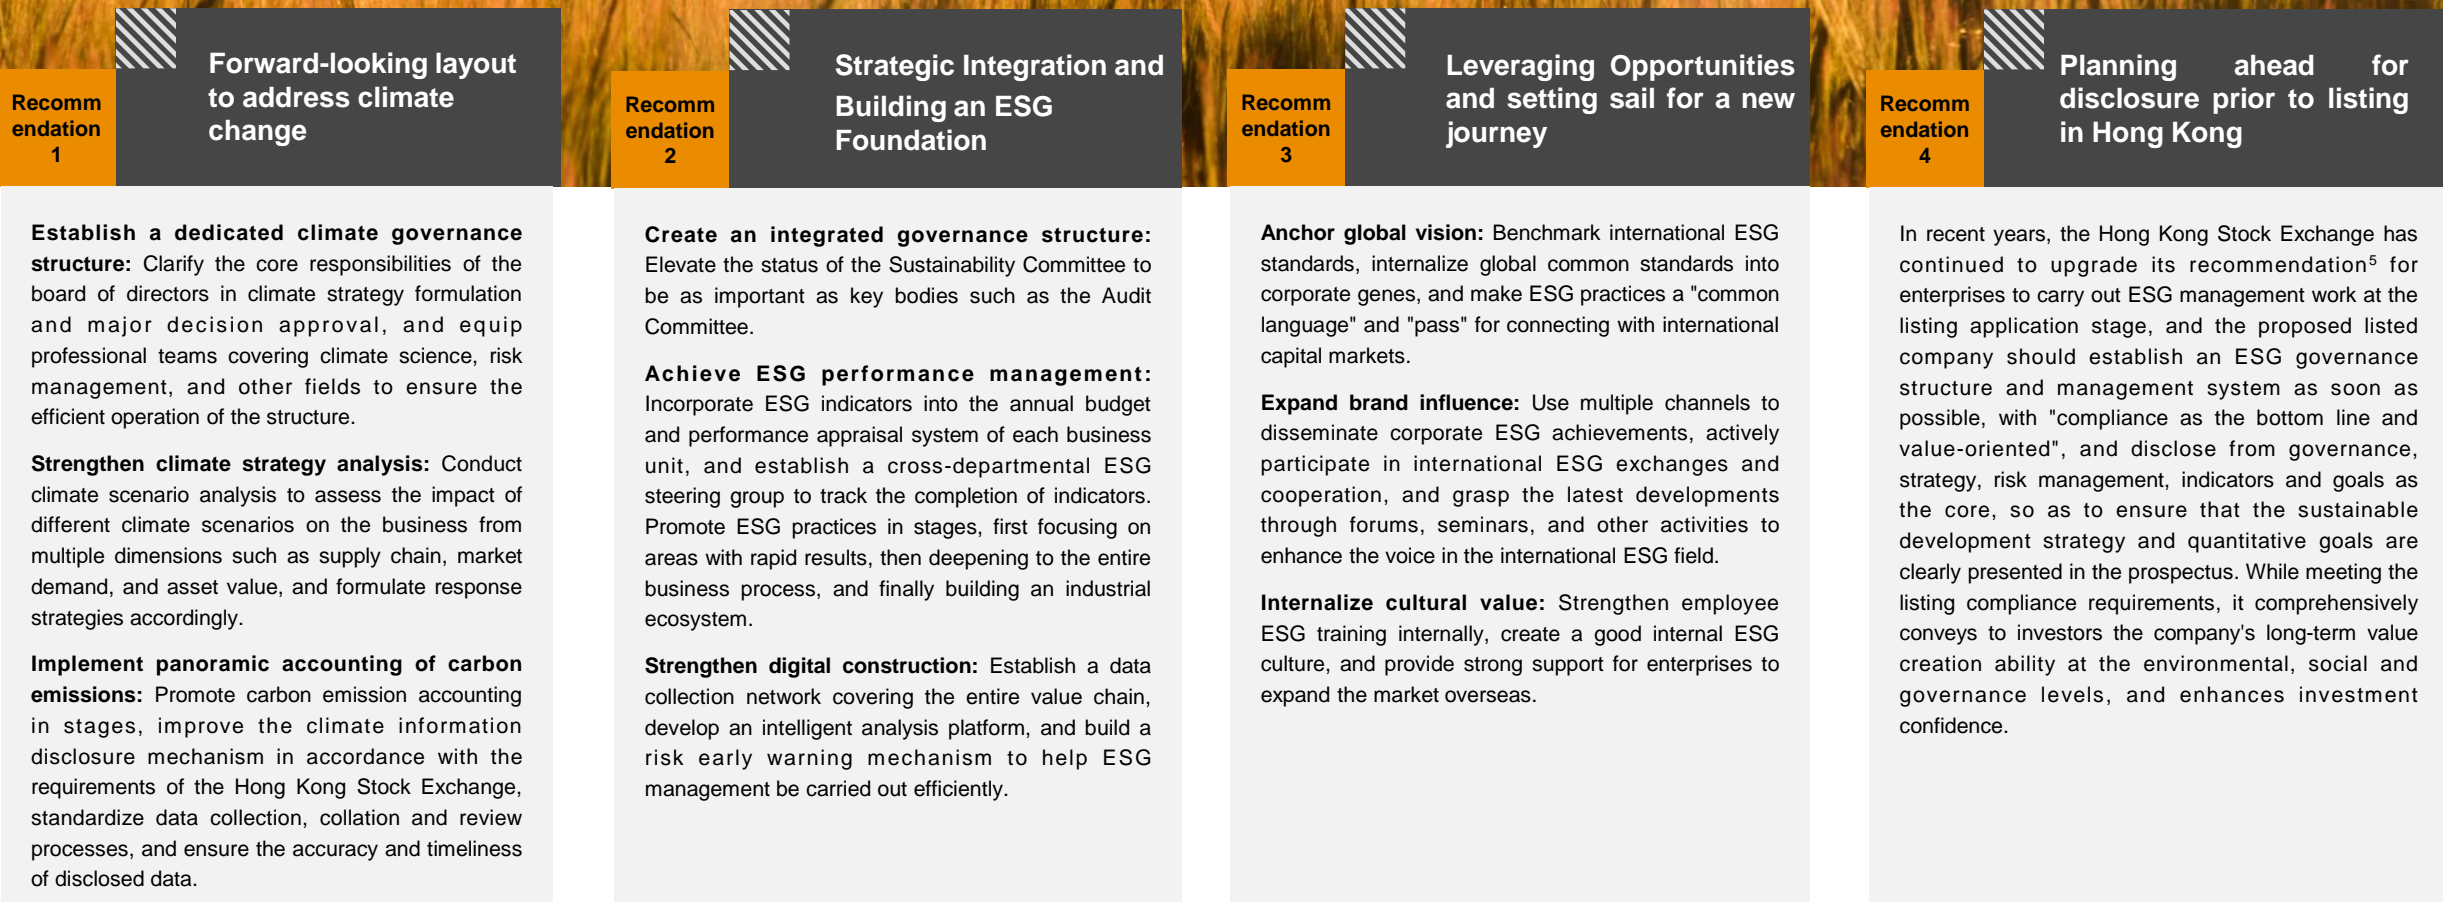 Recomm
endation
1
Forward-looking layout
to address climate
change
Establish a dedicated climate governance
structure: Clarify the core responsibilities of the
board of directors in climate strategy formulation
and major decision approval, and equip
professional teams covering climate science, risk
management, and other fields to ensure the
efficient operation of the structure.
Strengthen climate strategy analysis: Conduct
climate scenario analysis to assess the impact of
different climate scenarios on the business from
multiple dimensions such as supply chain, market
demand, and asset value, and formulate response
strategies accordingly.
Implement panoramic accounting of carbon
emissions: Promote carbon emission accounting
in stages, improve the climate information
disclosure mechanism in accordance with the
requirements of the Hong Kong Stock Exchange,
standardize data collection, collation and review
processes, and ensure the accuracy and timeliness
of disclosed data.
Recomm
endation
2
Strategic Integration and
Building an ESG
Foundation
Create an integrated governance structure:
Elevate the status of the Sustainability Committee to
be as important as key bodies such as the Audit
Committee.
Achieve ESG performance management:
Incorporate ESG indicators into the annual budget
and performance appraisal system of each business
unit, and establish a cross-departmental ESG
steering group to track the completion of indicators.
Promote ESG practices in stages, first focusing on
areas with rapid results, then deepening to the entire
business process, and finally building an industrial
ecosystem.
Strengthen digital construction: Establish a data
collection network covering the entire value chain,
develop an intelligent analysis platform, and build a
risk early warning mechanism to help ESG
management be carried out efficiently.
Recomm
endation
3
Leveraging Opportunities
and setting sail for a new
journey
Anchor global vision: Benchmark international ESG
standards, internalize global common standards into
corporate genes, and make ESG practices a "common
language" and "pass" for connecting with international
capital markets.
Expand brand influence: Use multiple channels to
disseminate corporate ESG achievements, actively
participate in international ESG exchanges and
cooperation, and grasp the latest developments
through forums, seminars, and other activities to
enhance the voice in the international ESG field.
Internalize cultural value: Strengthen employee
ESG training internally, create a good internal ESG
culture, and provide strong support for enterprises to
expand the market overseas.
Recomm
endation
4
Planning ahead for
disclosure prior to listing
in Hong Kong
In recent years, the Hong Kong Stock Exchange has
continued to upgrade its recommendation⁵ for
enterprises to carry out ESG management work at the
listing application stage, and the proposed listed
company should establish an ESG governance
structure and management system as soon as
possible, with "compliance as the bottom line and
value-oriented", and disclose from governance,
strategy, risk management, indicators and goals as
the core, so as to ensure that the sustainable
development strategy and quantitative goals are
clearly presented in the prospectus. While meeting the
listing compliance requirements, it comprehensively
conveys to investors the company's long-term value
creation ability at the environmental, social and
governance levels, and enhances investment
confidence.